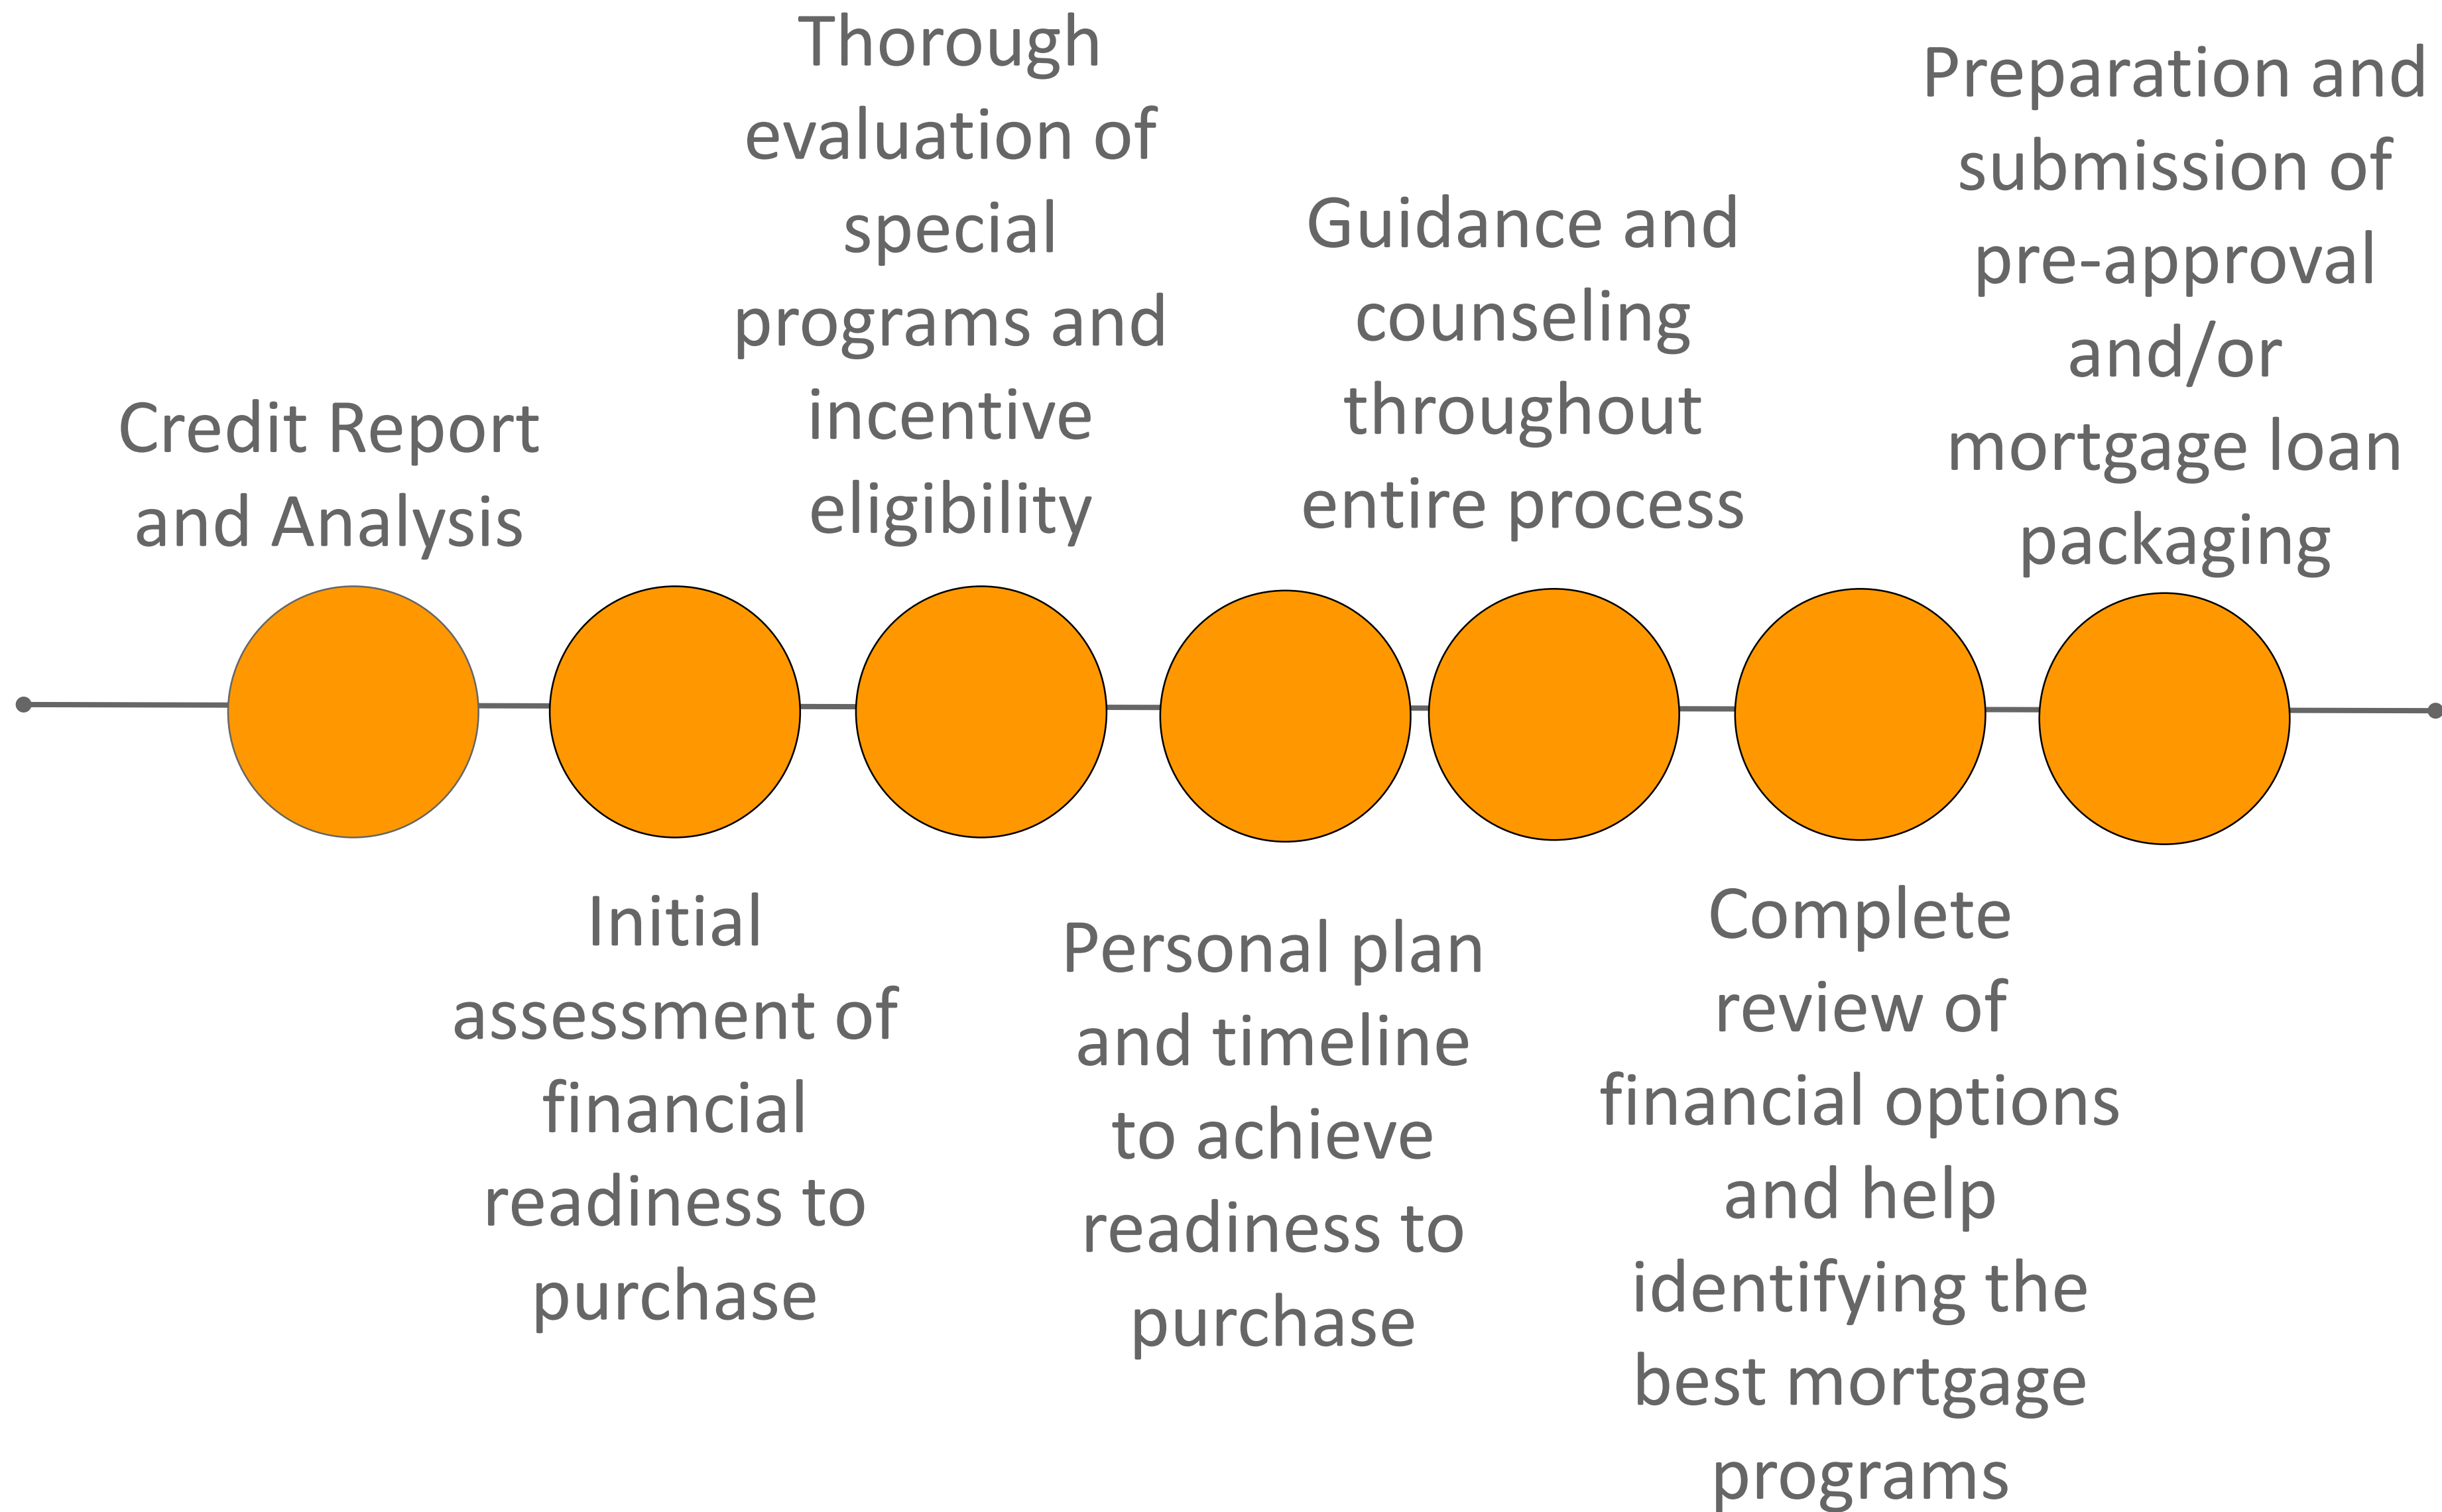 Credit Report
and Analysis
Initial
assessment of
financial
readiness to
purchase
Thorough
evaluation of
special
programs and
incentive
eligibility
Personal plan
and timeline
to achieve
readiness to
purchase
Guidance and
counseling
throughout
entire process
Complete
review of
financial options
and help
identifying the
best mortgage
programs
Preparation and
submission of
pre-approval
and/or
mortgage loan
packaging